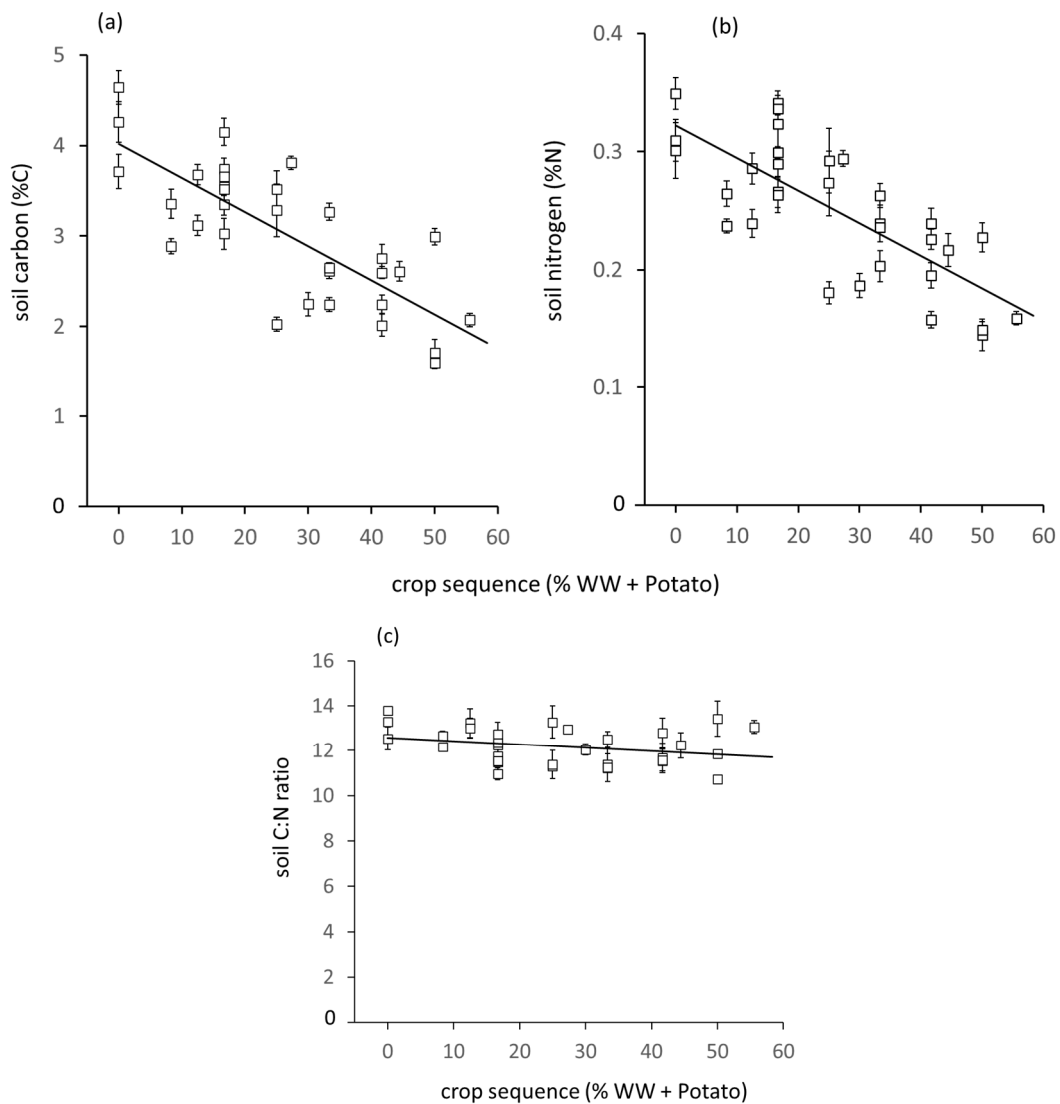 (a)
soil carbon (%C)
5
4
3
2
1
0
0 10 20 30 40 50 60
(b)
soil nitrogen (%N)
0.4
0.3
0.2
0.1
0
0 10 20 30 40 50 60
crop sequence (% WW + Potato)
(c)
soil C:N ratio
16
14
12
10
8
6
4
2
0
0 10 20 30 40 50 60
crop sequence (% WW + Potato)